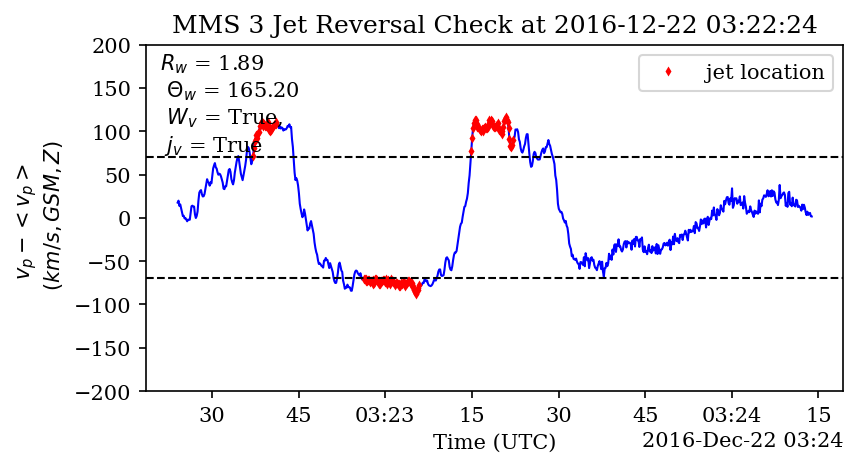 MMS 3 Jet Reversal Check at 2016-12-22 03:22:24
R_w = 1.89
Θ_w = 165.20
W_v = True,
j_v = True
jet location
v_p − <v_p>
(km/s, GSM, Z)
200
150
100
50
0
−50
−100
−150
−200
30 45 03:23 15 30 45 03:24 15
Time (UTC)
2016-Dec-22 03:24